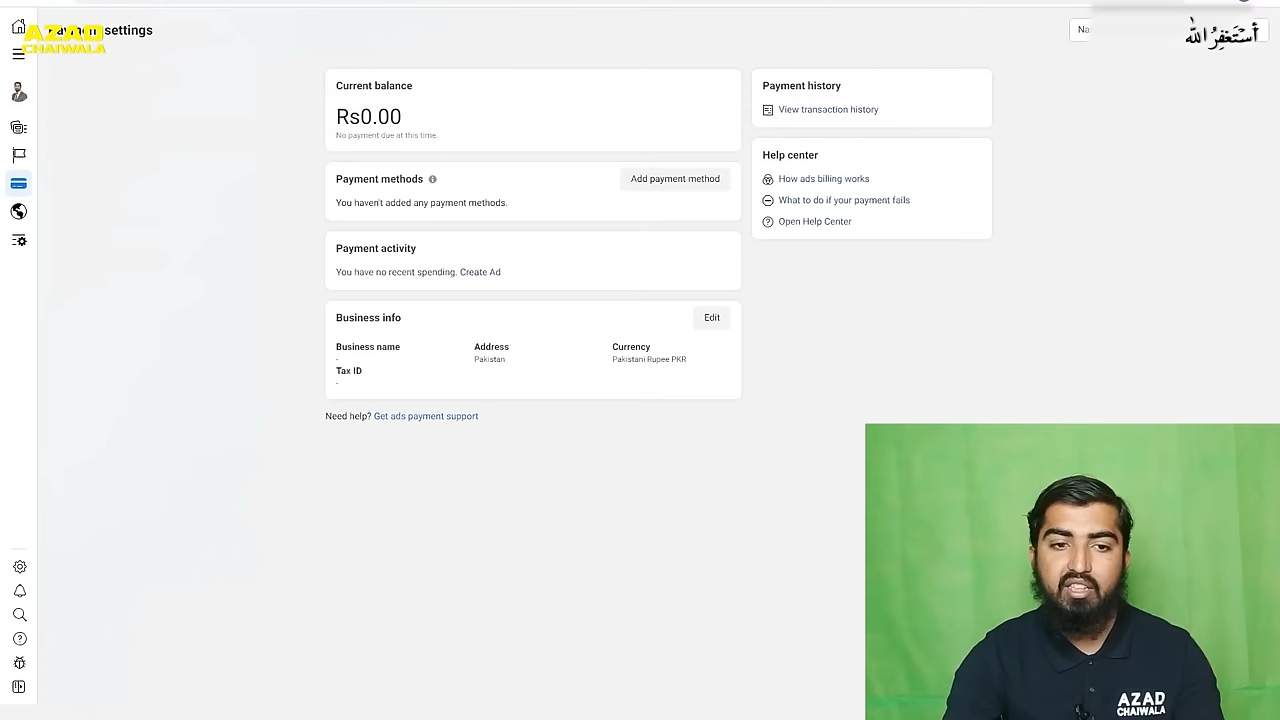 Payment settings
AZAD
CHAIWALA
Na
أستغفر الله
Current balance
Rs0.00
No payment due at this time.
Payment methods
Add payment method
You haven't added any payment methods.
Payment activity
You have no recent spending. Create Ad
Business info
Edit
Business name
Address
Currency
-
Pakistan
Pakistani Rupee PKR
Tax ID
-
Need help? Get ads payment support
Payment history
View transaction history
Help center
How ads billing works
What to do if your payment fails
Open Help Center
AZAD
CHAIWALA